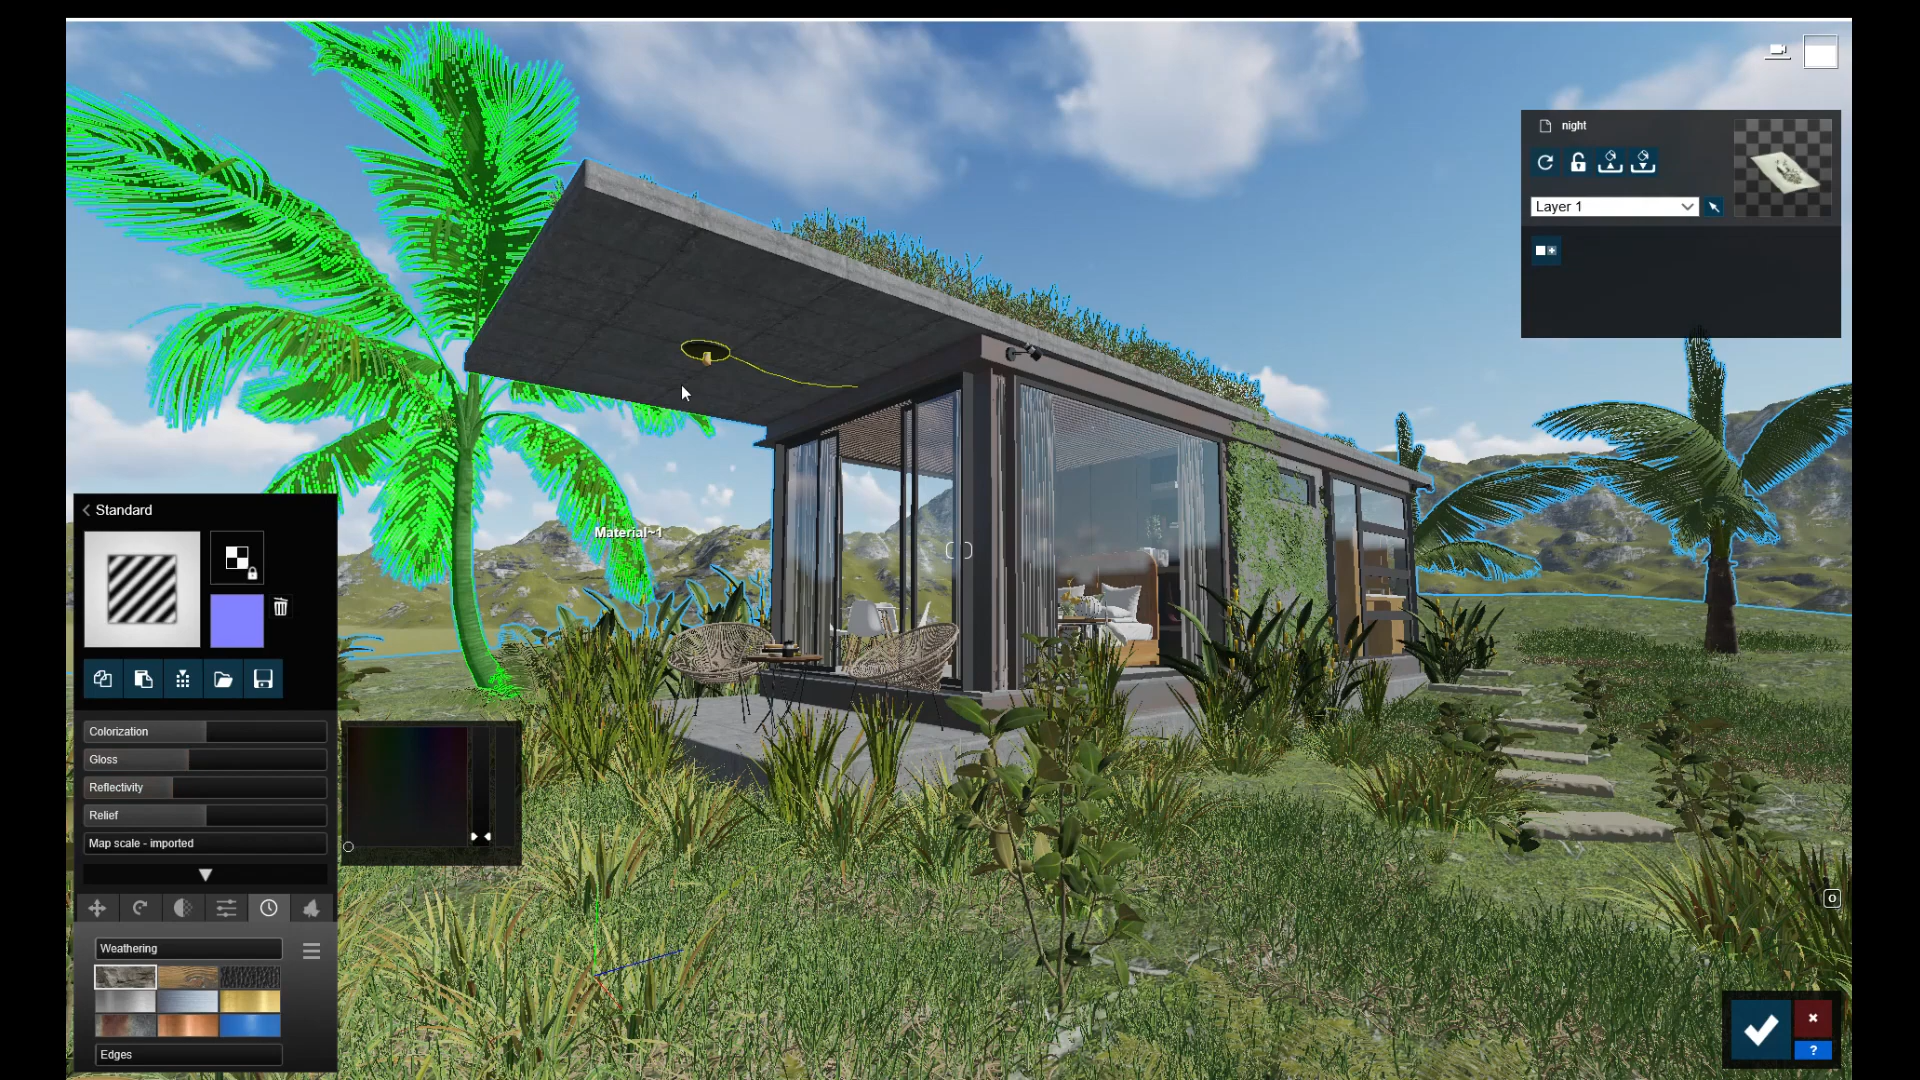 night
Layer 1
Standard
Material~1
Colorization
Gloss
Reflectivity
Relief
Map scale - imported
o
Weathering
?
Edges